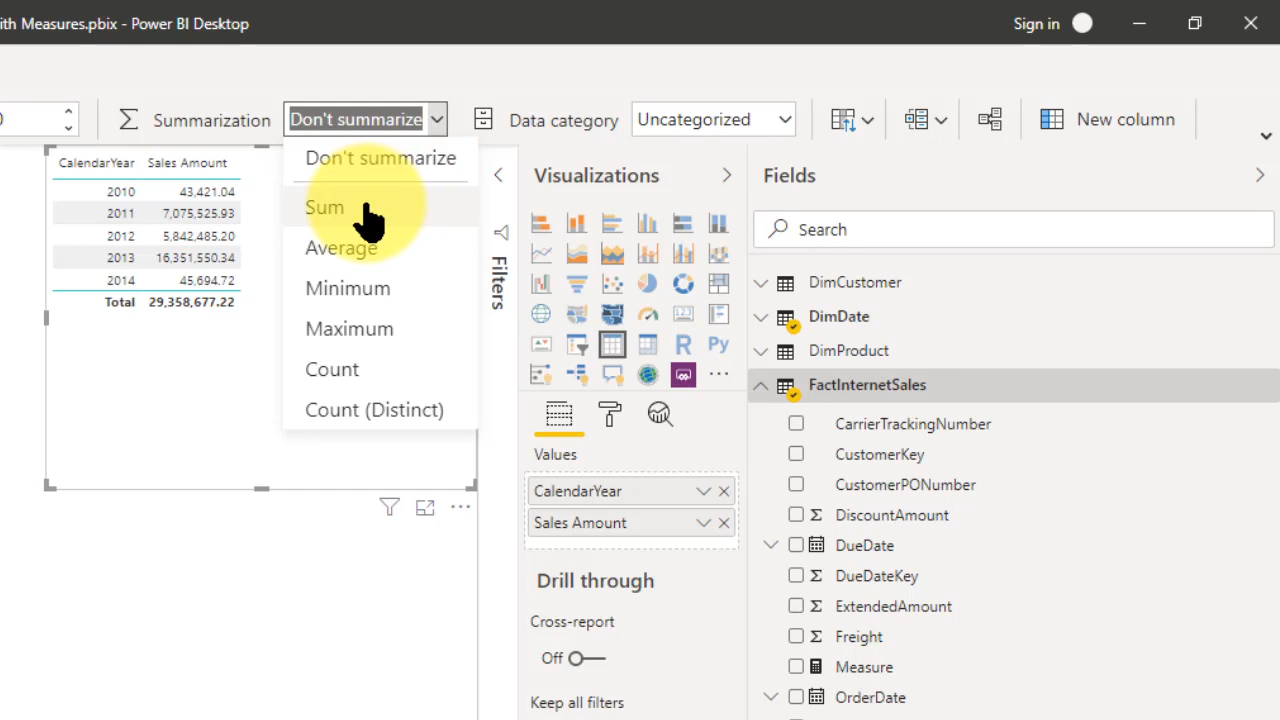 ith Measures.pbix - Power BI Desktop
Sign in
Summarization Don't summarize Data category Uncategorized New column
Don't summarize
Sum
Average
Minimum
Maximum
Count
Count (Distinct)
CalendarYear Sales Amount
2010 43,421.04
2011 7,075,525.93
2012 5,842,485.20
2013 16,351,550.34
2014 45,694.72
Total 29,358,677.22
Filters
Visualizations
R Py
123
Values
CalendarYear
Sales Amount
Drill through
Cross-report
Off
Keep all filters
Fields
Search
DimCustomer
DimDate
DimProduct
FactInternetSales
CarrierTrackingNumber
CustomerKey
CustomerPONumber
DiscountAmount
DueDate
DueDateKey
ExtendedAmount
Freight
Measure
OrderDate